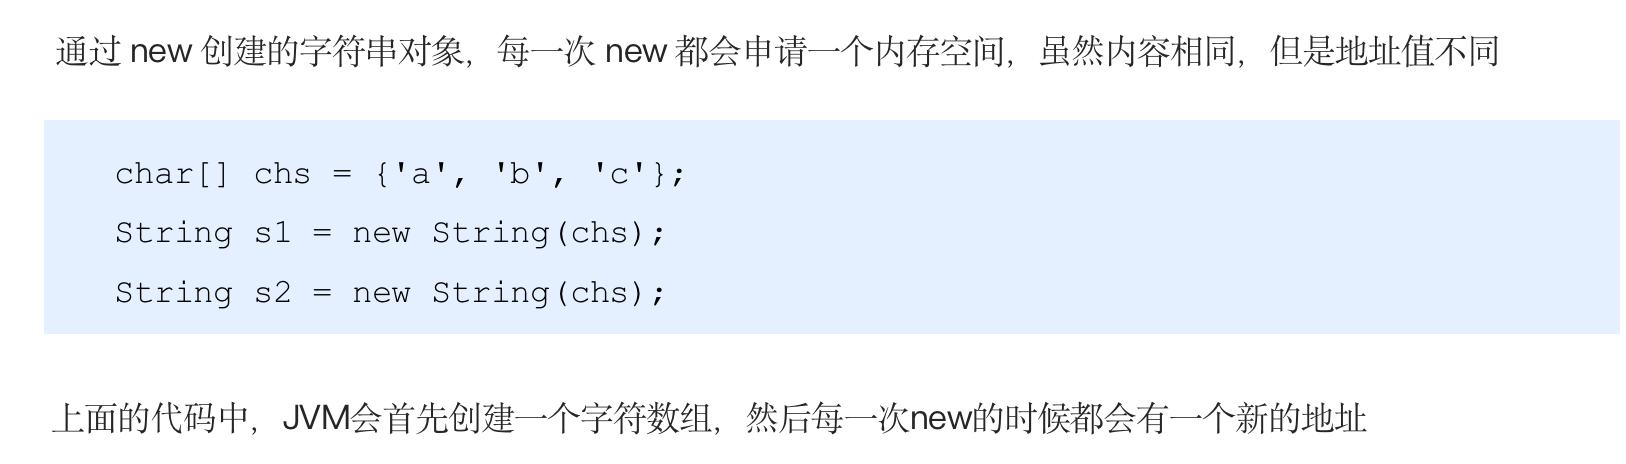 通过 new 创建的字符串对象，每一次 new 都会申请一个内存空间，虽然内容相同，但是地址值不同
char[] chs = {'a', 'b', 'c'};
String s1 = new String(chs);
String s2 = new String(chs);
上面的代码中，JVM会首先创建一个字符数组，然后每一次new的时候都会有一个新的地址